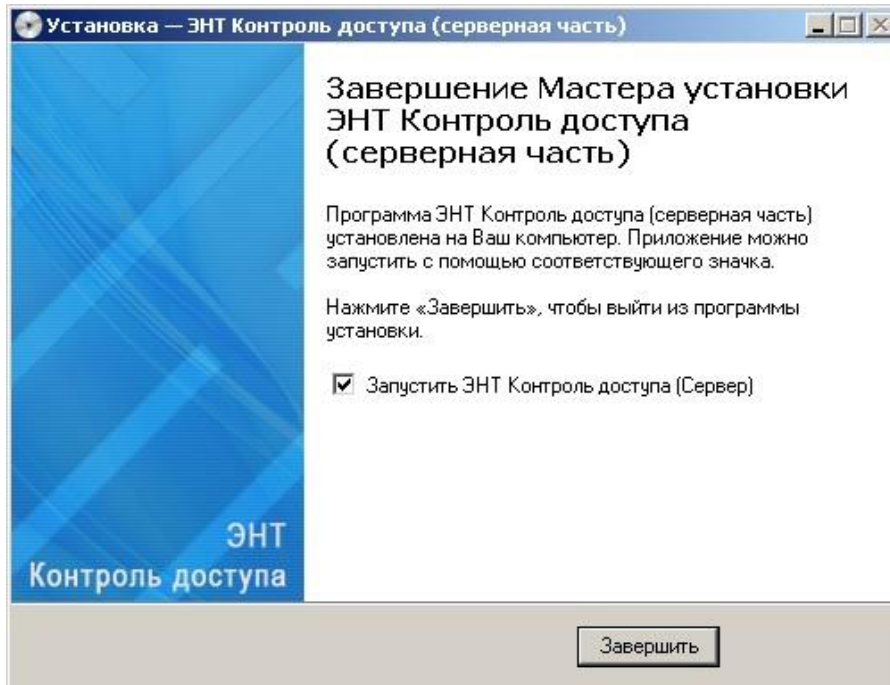 Установка — ЭНТ Контроль доступа (серверная часть)
Завершение Мастера установки
ЭНТ Контроль доступа
(серверная часть)
Программа ЭНТ Контроль доступа (серверная часть)
установлена на Ваш компьютер. Приложение можно
запустить с помощью соответствующего значка.
Нажмите «Завершить», чтобы выйти из программы
установки.
Запустить ЭНТ Контроль доступа (Сервер)
ЭНТ
Контроль доступа
Завершить